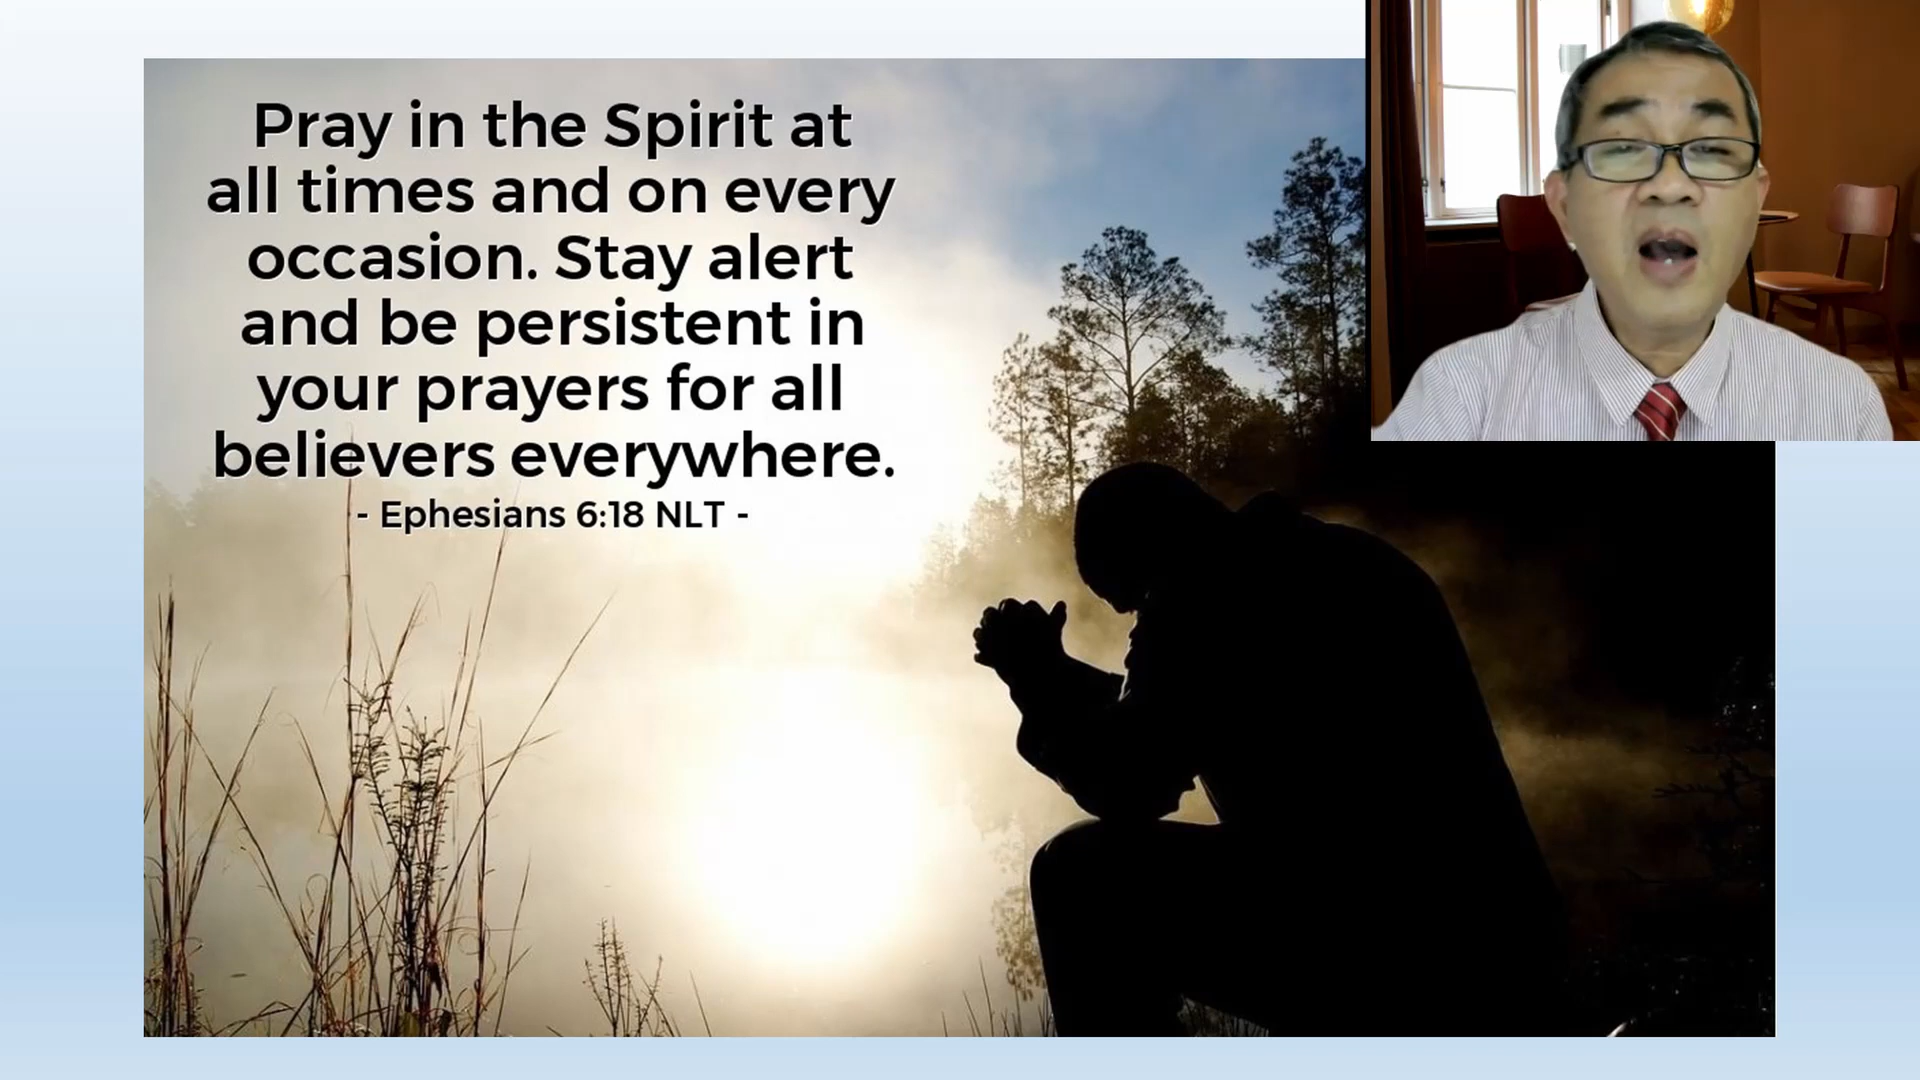 Pray in the Spirit at
all times and on every
occasion. Stay alert
and be persistent in
your prayers for all
believers everywhere.
- Ephesians 6:18 NLT -